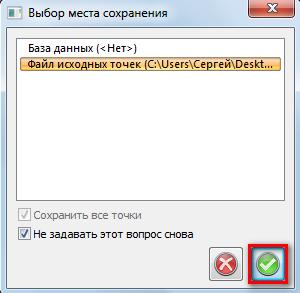 Выбор места сохранения
База данных (<Нет>)
Файл исходных точек (C:\Users\Сергей\Deskt...
Сохранить все точки
Не задавать этот вопрос снова